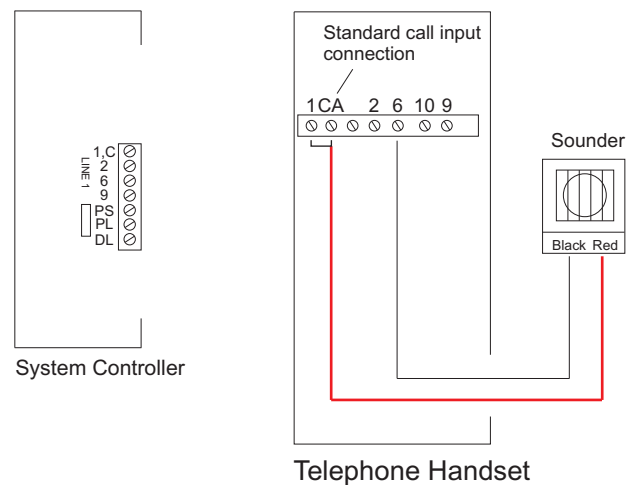 Standard call input
connection
1CA 2 6 10 9
Sounder
Black Red
LINE 1
1,C
2
6
9
PS
PL
DL
System Controller
Telephone Handset